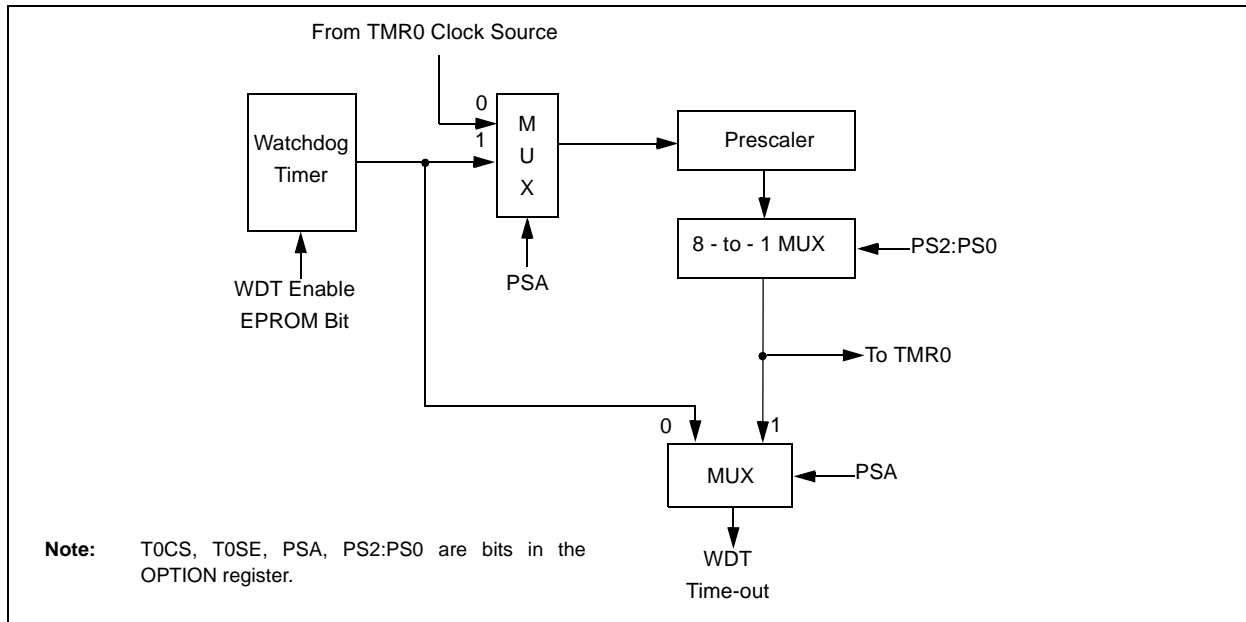 From TMR0 Clock Source
0
1
M
U
X
Watchdog
Timer
Prescaler
8 - to - 1 MUX
PS2:PS0
PSA
WDT Enable
EPROM Bit
To TMR0
0
1
MUX
PSA
WDT
Time-out
Note: T0CS, T0SE, PSA, PS2:PS0 are bits in the
OPTION register.